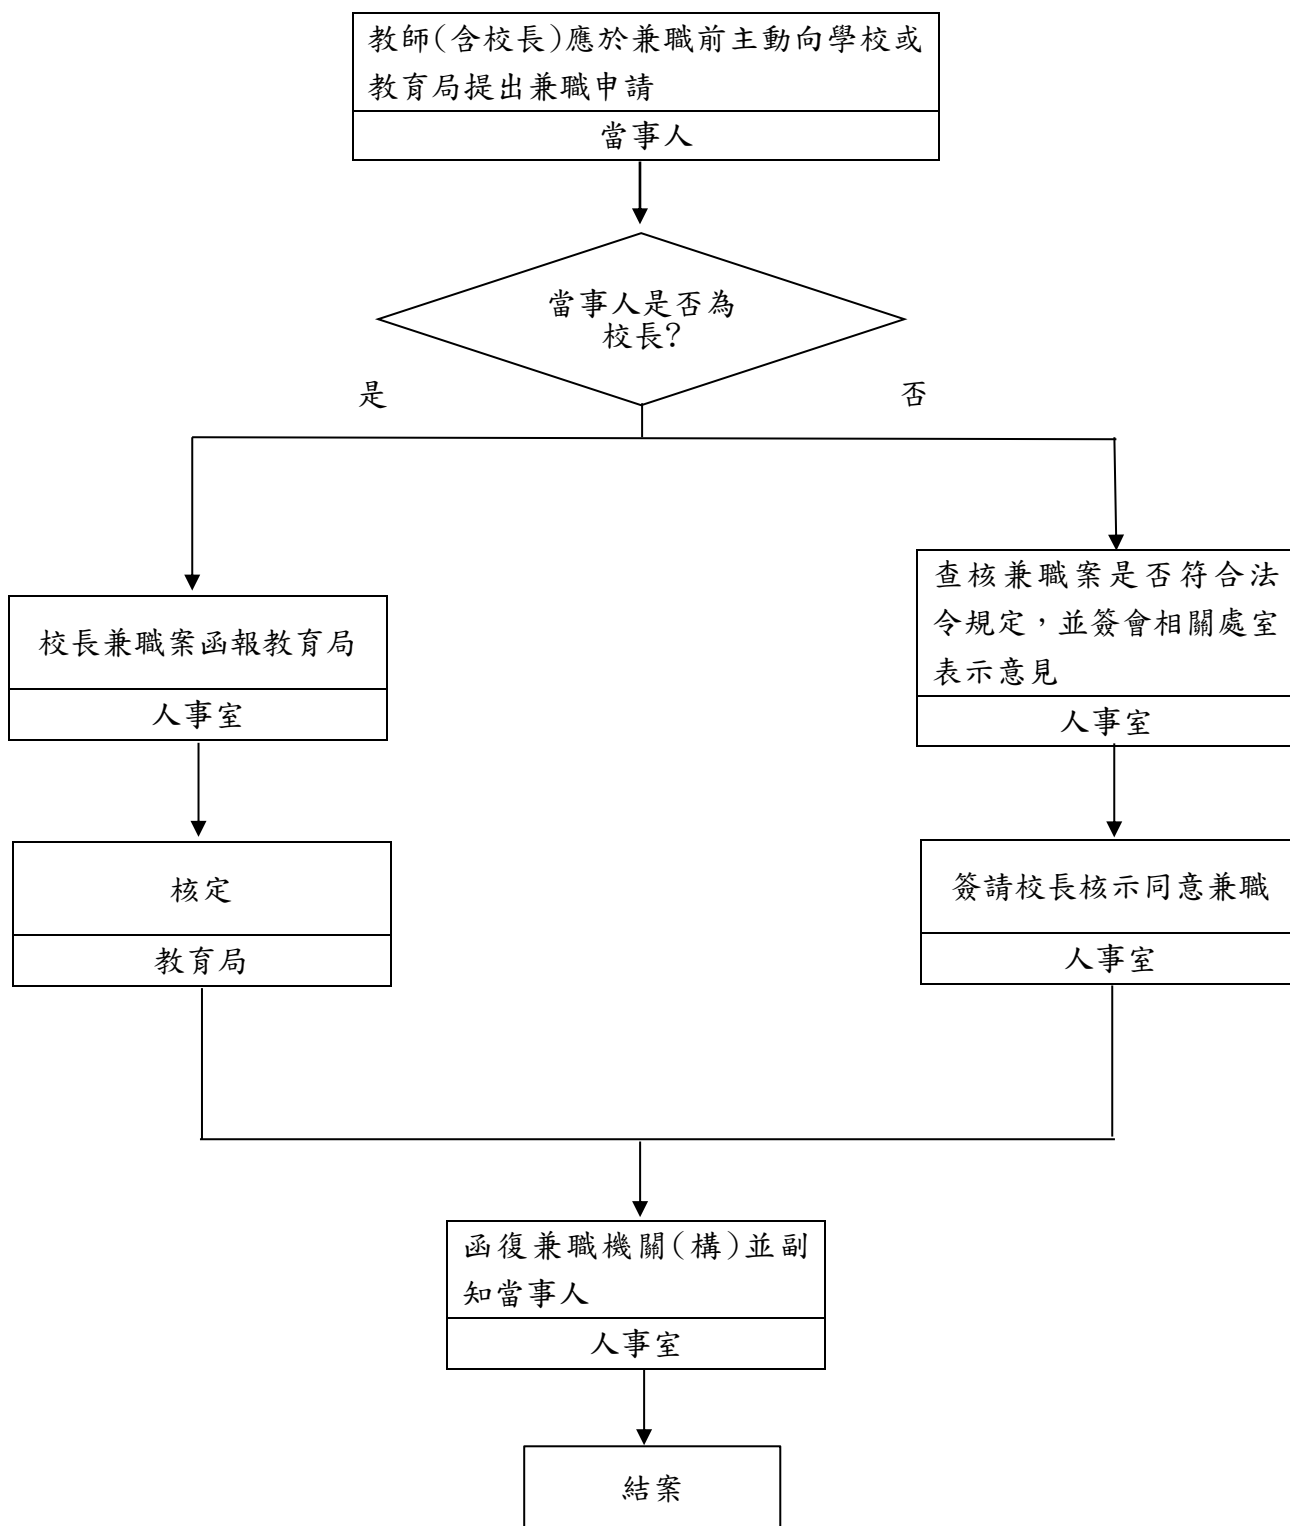 教師(含校長)應於兼職前主動向學校或
教育局提出兼職申請
當事人
當事人是否為
校長?
是
否
校長兼職案函報教育局
人事室
查核兼職案是否符合法
令規定，並簽會相關處室
表示意見
人事室
核定
教育局
簽請校長核示同意兼職
人事室
函復兼職機關(構)並副
知當事人
人事室
結案